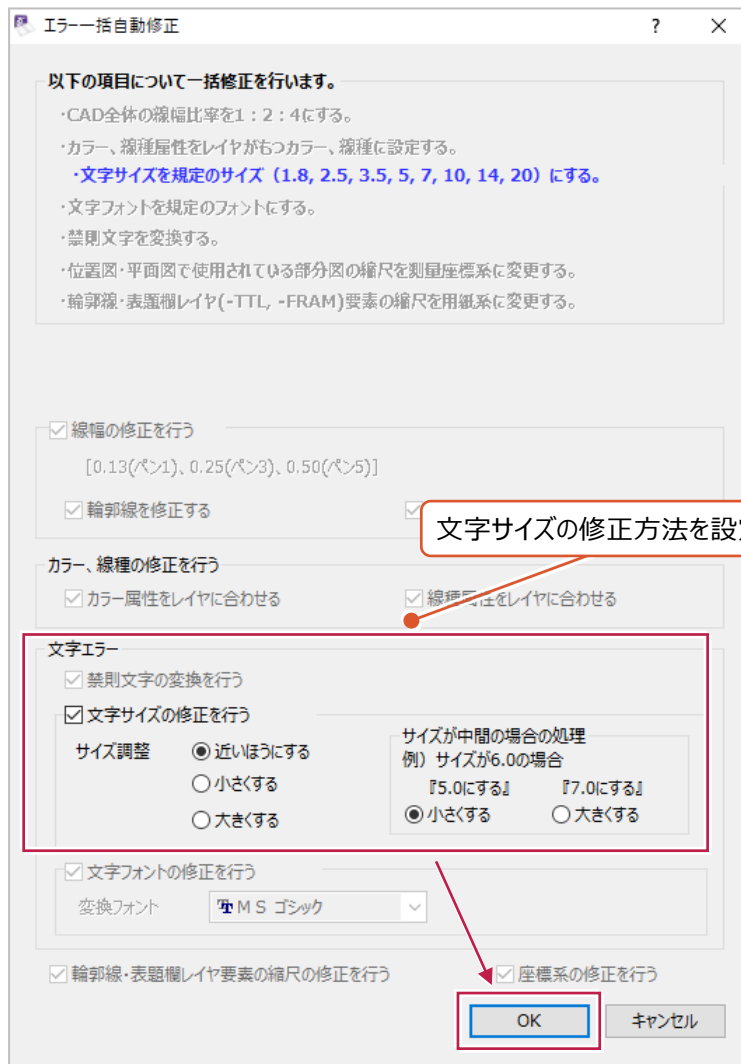 エラー一括自動修正
以下の項目について一括修正を行います。
・CAD全体の線幅比率を1：2：4にする。
・カラー、線種属性をレイヤがもつカラー、線種に設定する。
・文字サイズを規定のサイズ（1.8, 2.5, 3.5, 5, 7, 10, 14, 20）にする。
・文字フォントを規定のフォントにする。
・禁則文字を変換する。
・位置図・平面図で使用されている部分図の縮尺を測量座標系に変更する。
・輪郭線・表題欄レイヤ(-TTL, -FRAM)要素の縮尺を用紙系に変更する。
線幅の修正を行う
[0.13(ペン1)、0.25(ペン3)、0.50(ペン5)]
輪郭線を修正する
文字サイズの修正方法を設
カラー、線種の修正を行う
カラー属性をレイヤに合わせる 線種属性をレイヤに合わせる
文字エラー
禁則文字の変換を行う
文字サイズの修正を行う
サイズ調整 近いほうにする
小さくする
大きくする
サイズが中間の場合の処理
例）サイズが6.0の場合
『5.0にする』 『7.0にする』
小さくする 大きくする
文字フォントの修正を行う
変換フォント ＭＳ ゴシック
輪郭線・表題欄レイヤ要素の縮尺の修正を行う 座標系の修正を行う
OK キャンセル